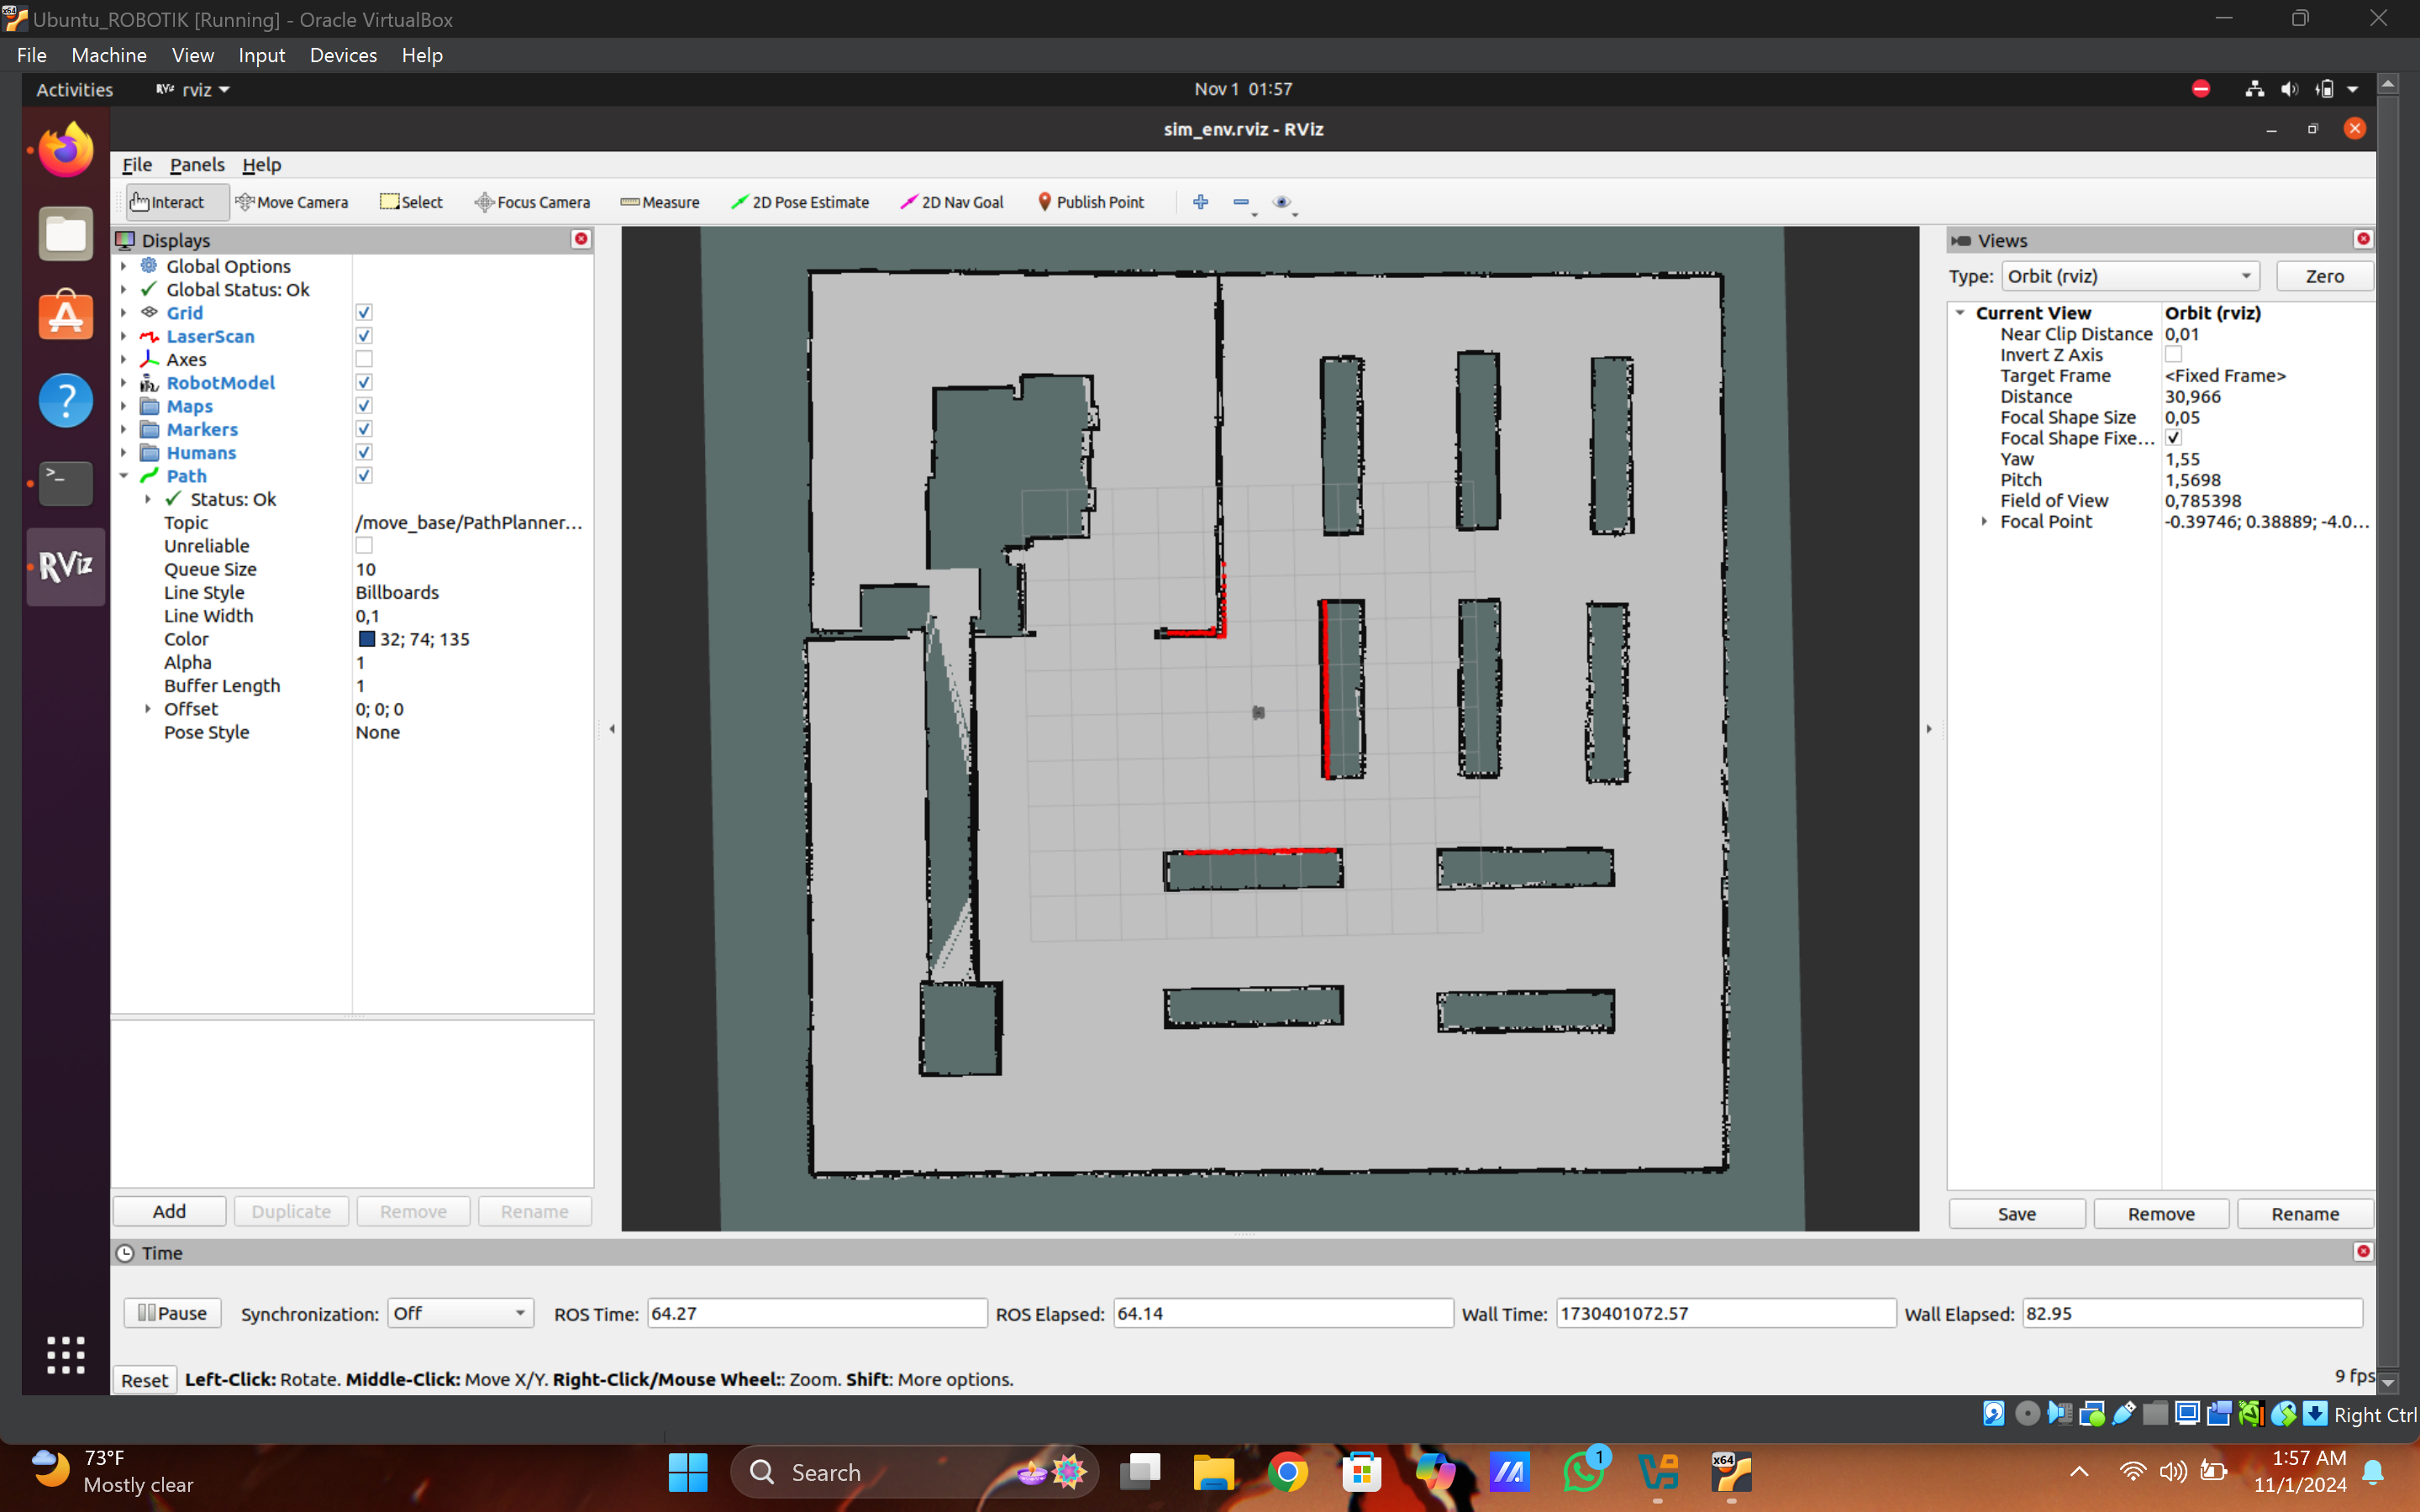 Ubuntu_ROBOTIK [Running] - Oracle VirtualBox
File Machine View Input Devices Help
Activities RViz rviz Nov 1 01:57
sim_env.rviz - RViz
File Panels Help
Interact Move Camera Select Focus Camera Measure 2D Pose Estimate 2D Nav Goal Publish Point
Displays
Global Options
Global Status: Ok
Grid
LaserScan
Axes
RobotModel
Maps
Markers
Humans
Path
Status: Ok
Topic /move_base/PathPlanner...
Unreliable
Queue Size 10
Line Style Billboards
Line Width 0,1
Color 32; 74; 135
Alpha 1
Buffer Length 1
Offset 0; 0; 0
Pose Style None
Add Duplicate Remove Rename
RViz
Views
Type: Orbit (rviz) Zero
Current View Orbit (rviz)
Near Clip Distance 0,01
Invert Z Axis
Target Frame <Fixed Frame>
Distance 30,966
Focal Shape Size 0,05
Focal Shape Fixe...
Yaw 1,55
Pitch 1,5698
Field of View 0,785398
Focal Point -0.39746; 0.38889; -4.0...
Save Remove Rename
Time
Pause Synchronization: Off ROS Time: 64.27 ROS Elapsed: 64.14 Wall Time: 1730401072.57 Wall Elapsed: 82.95
Reset Left-Click: Rotate. Middle-Click: Move X/Y. Right-Click/Mouse Wheel:: Zoom. Shift: More options. 9 fps
Right Ctrl
73°F
Mostly clear
Search
1
x64
1:57 AM
11/1/2024